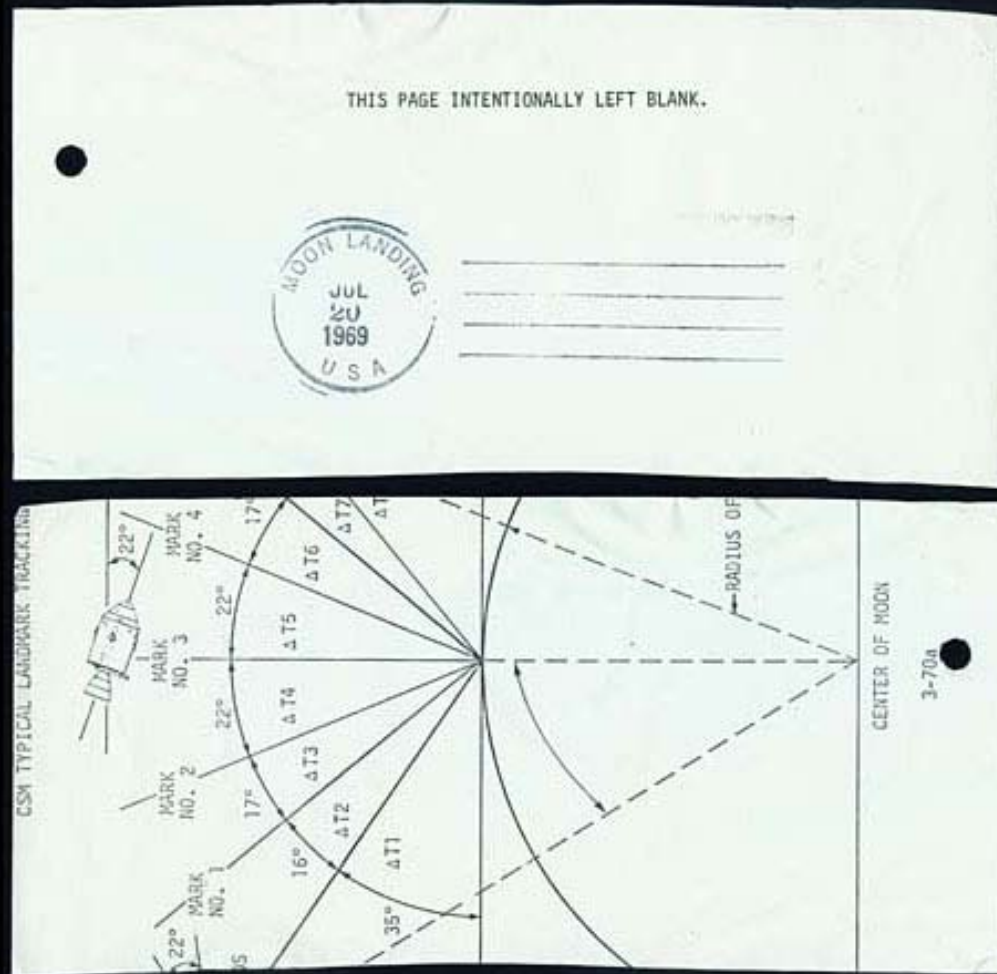 THIS PAGE INTENTIONALLY LEFT BLANK.
MOON LANDING
JUL
20
1969
USA
CSM TYPICAL LANDMARK TRACKING
22°
MARK
NO. 4
MARK
NO. 3
MARK
NO. 2
MARK
NO. 1
22°
17°
22°
22°
17°
16°
35°
ΔT7
ΔT6
ΔT5
ΔT4
ΔT3
ΔT2
ΔT1
RADIUS OF
CENTER OF MOON
3-70a